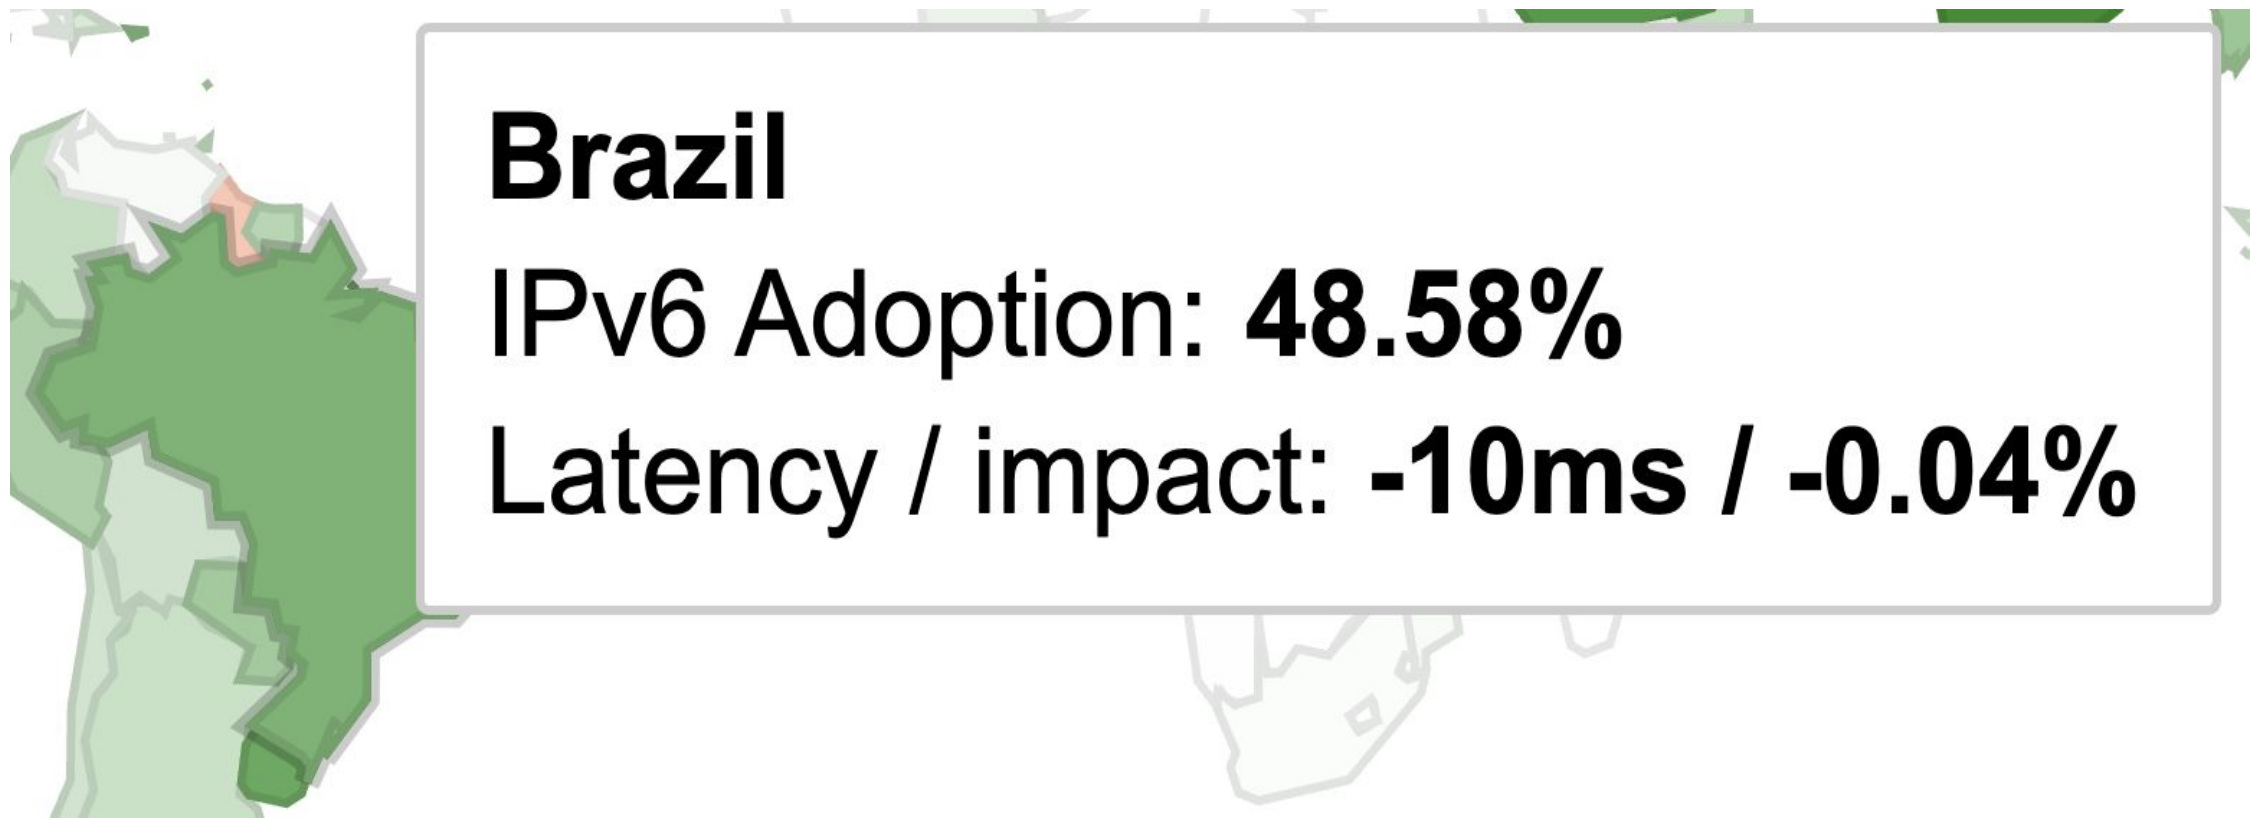 Brazil
IPv6 Adoption: 48.58%
Latency / impact: -10ms / -0.04%